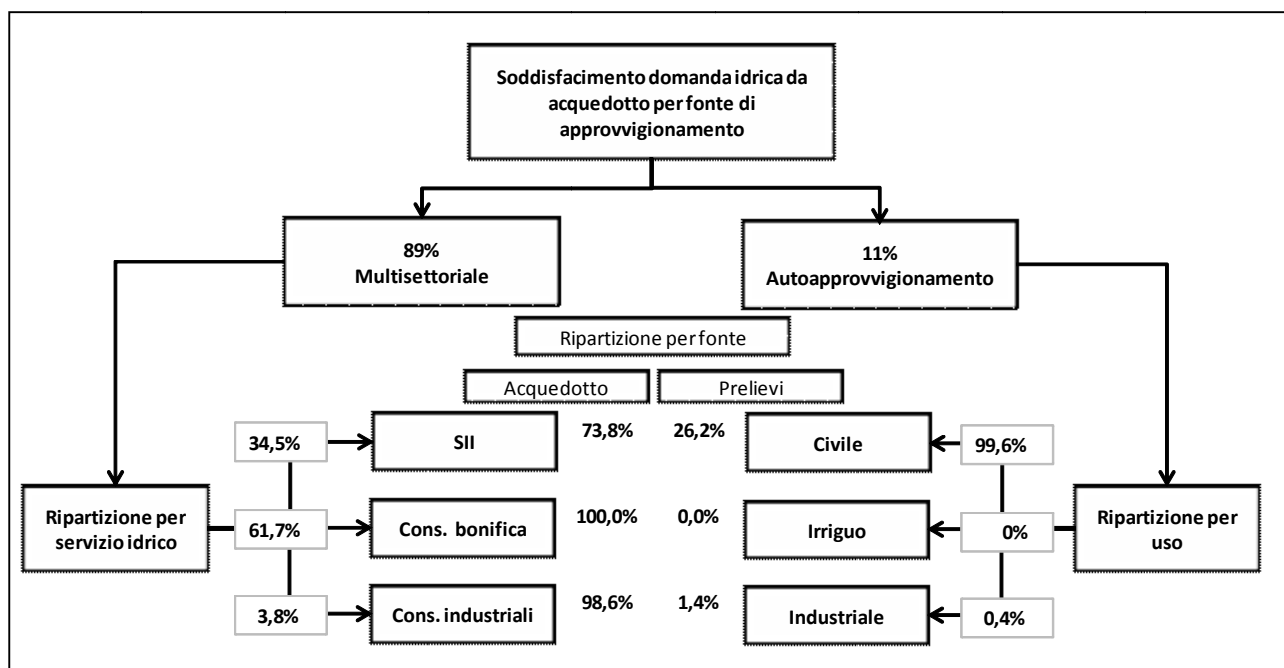 Soddisfacimento domanda idrica da
acquedotto per fonte di
approvvigionamento
89%
Multisettoriale
11%
Autoapprovvigionamento
Ripartizione per fonte
Acquedotto
Prelievi
34,5%
SII
73,8%
26,2%
Civile
99,6%
Ripartizione per
servizio idrico
61,7%
Cons. bonifica
100,0%
0,0%
Irriguo
0%
Ripartizione per
uso
3,8%
Cons. industriali
98,6%
1,4%
Industriale
0,4%